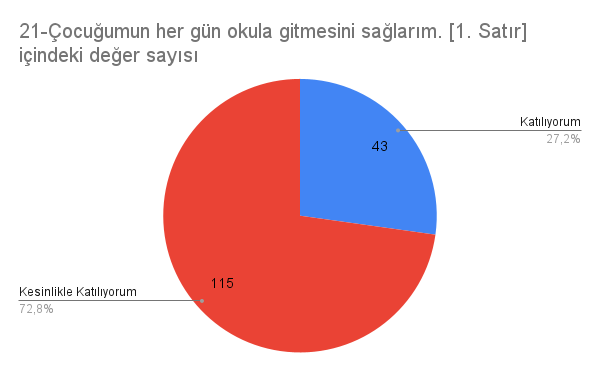 21-Çocuğumun her gün okula gitmesini sağlarım. [1. Satır]
içindeki değer sayısı
Katılıyorum
27,2%
43
115
Kesinlikle Katılıyorum
72,8%